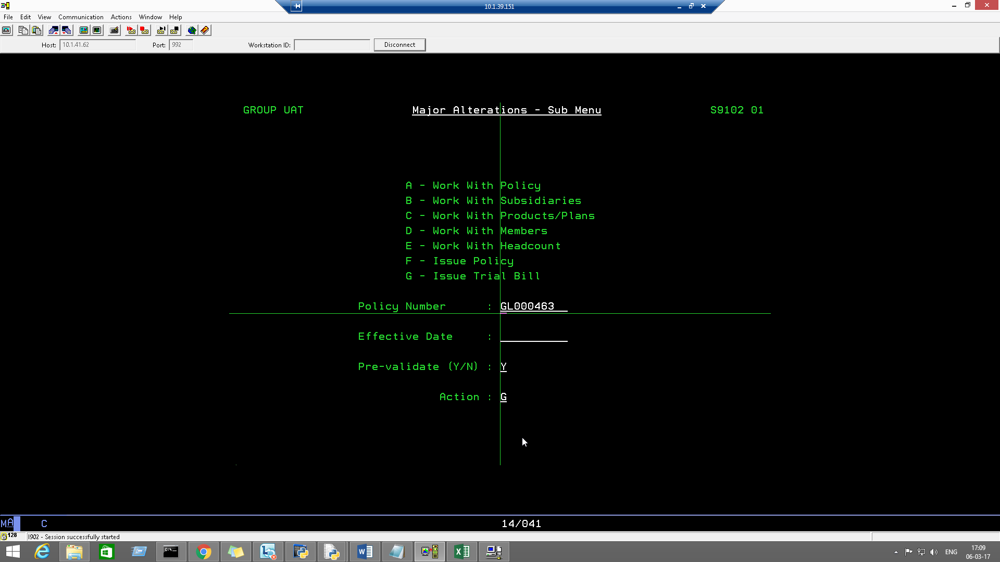 10.1.39.151
File Edit View Communication Actions Window Help
Host: 10.1.41.62 Port: 992 Workstation ID: Disconnect
GROUP UAT Major Alterations - Sub Menu S9102 01
A - Work With Policy
B - Work With Subsidiaries
C - Work With Products/Plans
D - Work With Members
E - Work With Headcount
F - Issue Policy
G - Issue Trial Bill
Policy Number : GL000463
Effective Date :
Pre-validate (Y/N) : Y
Action : G
MA C 14/041
128 I902 - Session successfully started
ENG 17:09
06-03-17